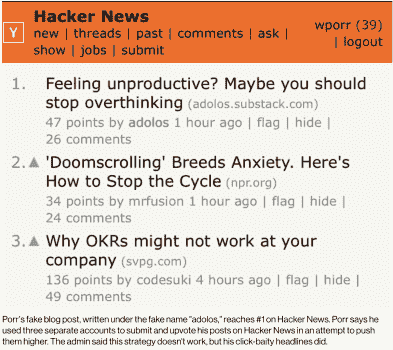 Y
Hacker News
new | threads | past | comments | ask |
show | jobs | submit
wporr (39)
| logout
1. Feeling unproductive? Maybe you should
stop overthinking (adolos.substack.com)
47 points by adolos 1 hour ago | flag | hide |
26 comments
2.▲ 'Doomscrolling' Breeds Anxiety. Here's
How to Stop the Cycle (npr.org)
34 points by mrfusion 1 hour ago | flag | hide |
24 comments
3.▲ Why OKRs might not work at your
company (svpg.com)
136 points by codesuki 4 hours ago | flag | hide |
49 comments
Porr's fake blog post, written under the fake name "adolos," reaches #1 on Hacker News. Porr says he
used three separate accounts to submit and upvote his posts on Hacker News in an attempt to push
them higher. The admin said this strategy doesn't work, but his click-baity headlines did.